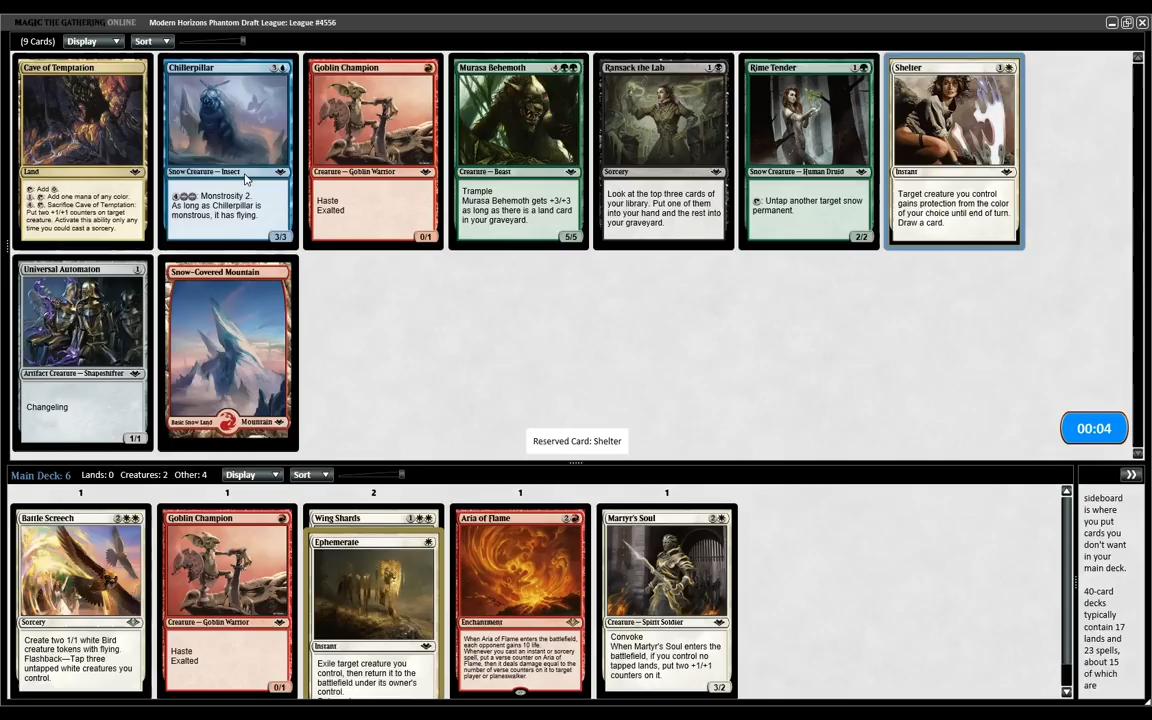 MAGIC THE GATHERING ONLINE Modern Horizons Phantom Draft League: League #4556
(9 Cards) Display Sort
Cave of Temptation
Land
: Add
: Add one mana of any color.
4, Sacrifice Cave of Temptation:
Put two +1/+1 counters on target
creature. Activate this ability only any
time you could cast a sorcery.
Chillerpillar 3
Snow Creature — Insect
4 : Monstrosity 2.
As long as Chillerpillar is
monstrous, it has flying.
3/3
Goblin Champion
Creature — Goblin Warrior
Haste
Exalted
0/1
Murasa Behemoth 4
Creature — Beast
Trample
Murasa Behemoth gets +3/+3
as long as there is a land card
in your graveyard.
5/5
Ransack the Lab 1
Sorcery
Look at the top three cards of
your library. Put one of them
into your hand and the rest into
your graveyard.
Rime Tender 1
Snow Creature — Human Druid
: Untap another target snow
permanent.
2/2
Shelter 1
Instant
Target creature you control
gains protection from the color
of your choice until end of turn.
Draw a card.
Universal Automaton 1
Artifact Creature — Shapeshifter
Changeling
1/1
Snow-Covered Mountain
Basic Snow Land Mountain
00:04
Reserved Card: Shelter
Main Deck: 6 Lands: 0 Creatures: 2 Other: 4 Display Sort
1 1 2 1 1
Battle Screech 2
Sorcery
Create two 1/1 white Bird
creature tokens with flying.
Flashback—Tap three
untapped white creatures you
control.
Goblin Champion
Creature — Goblin Warrior
Haste
Exalted
0/1
Wing Shards 1
Ephemerate
Instant
Exile target creature you
control, then return it to the
battlefield under its owner's
control.
Aria of Flame 2
Enchantment
When Aria of Flame enters the battlefield,
each opponent gains 10 life.
Whenever you cast an instant or sorcery
spell, put a verse counter on Aria of
Flame, then it deals damage equal to the
number of verse counters on it to target
player or planeswalker.
Martyr's Soul 2
Creature — Spirit Soldier
Convoke
When Martyr's Soul enters the
battlefield, if you control no
tapped lands, put two +1/+1
counters on it.
3/2
sideboard
is where
you put
cards you
don't want
in your
main deck.
40-card
decks
typically
contain 17
lands and
23 spells,
about 15
of which
are